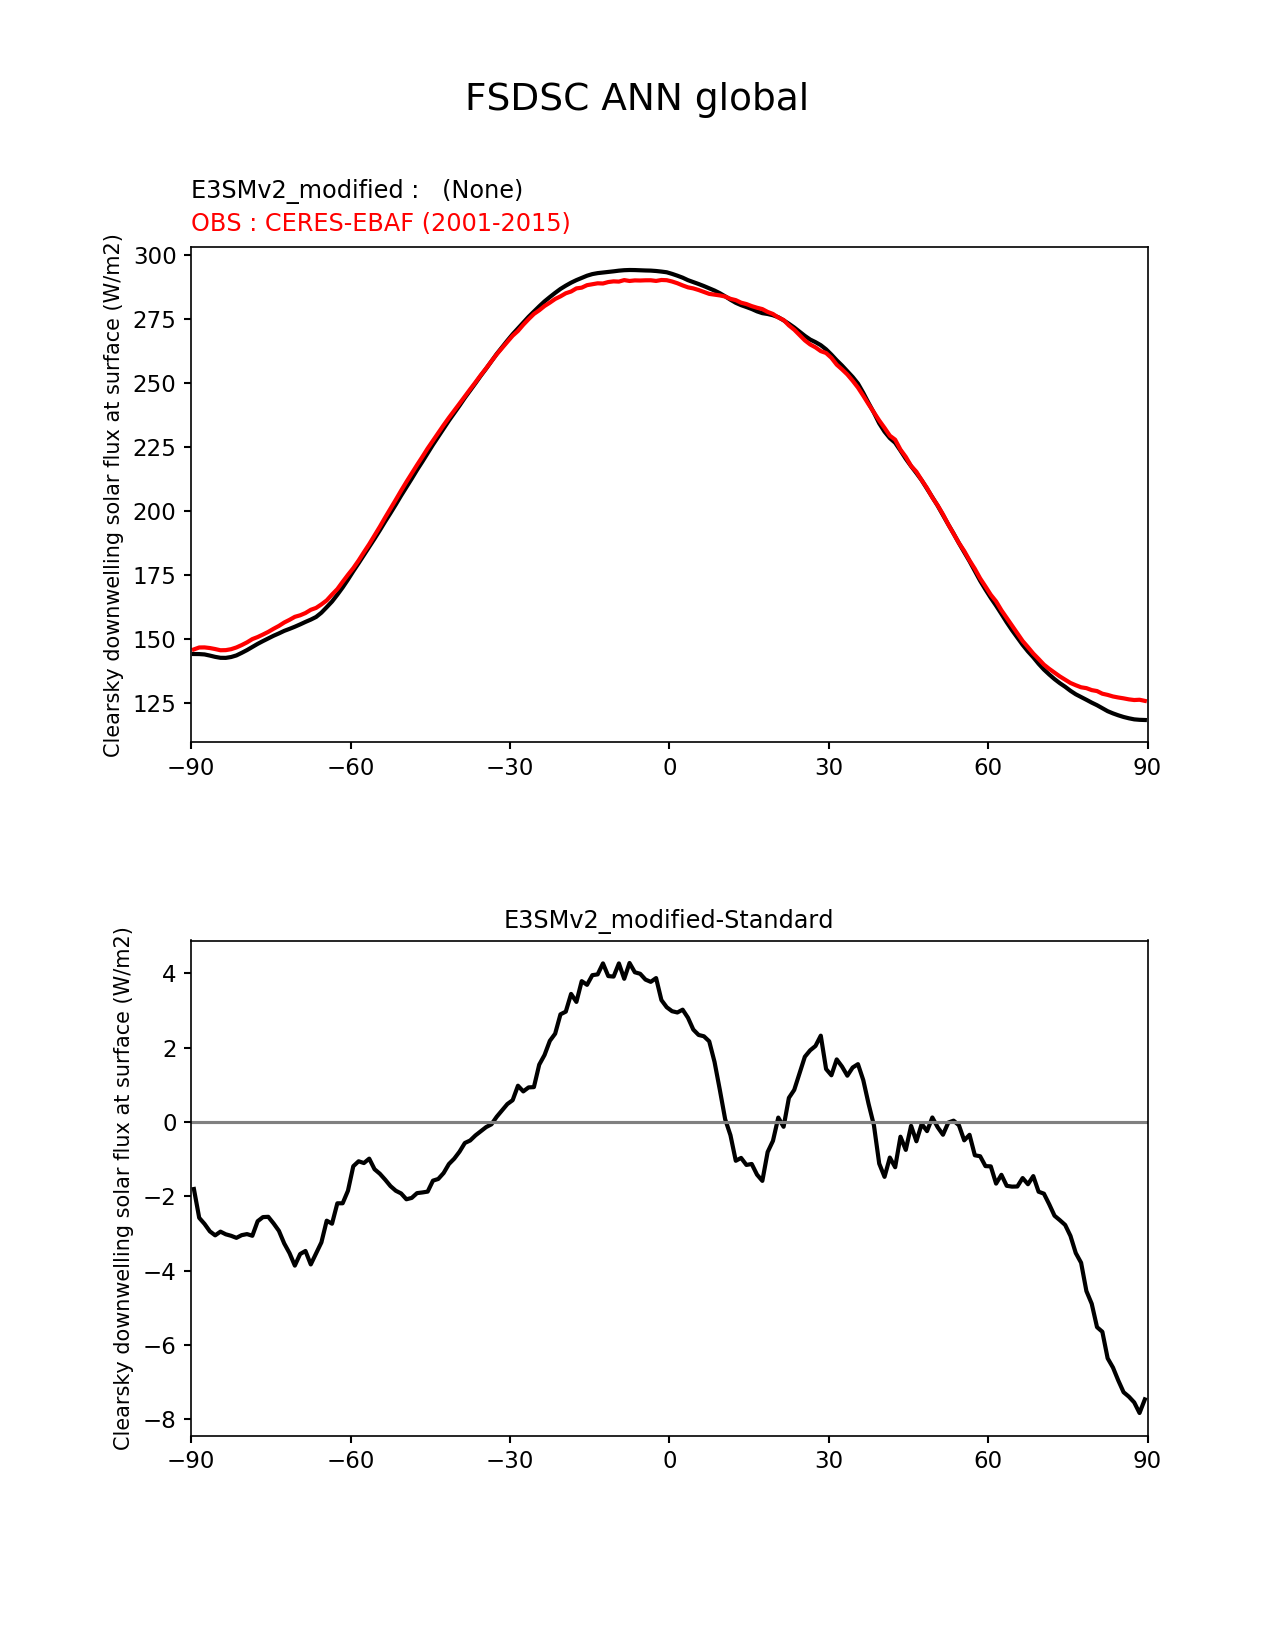 FSDSC ANN global
E3SMv2_modified :   (None)
OBS : CERES-EBAF (2001-2015)
Clearsky downwelling solar flux at surface (W/m2)
300
275
250
225
200
175
150
125
−90 −60 −30 0 30 60 90
E3SMv2_modified-Standard
Clearsky downwelling solar flux at surface (W/m2)
4
2
0
−2
−4
−6
−8
−90 −60 −30 0 30 60 90